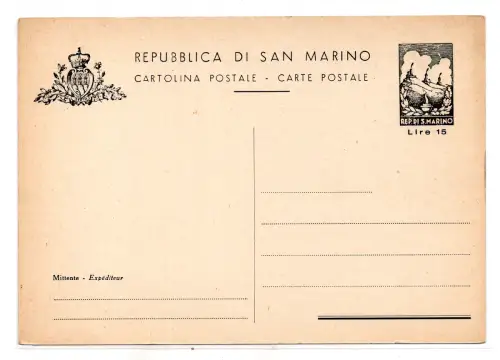 REPUBBLICA DI SAN MARINO
CARTOLINA POSTALE - CARTE POSTALE
REP. DI S. MARINO
Lire 15
Mittente - Expéditeur